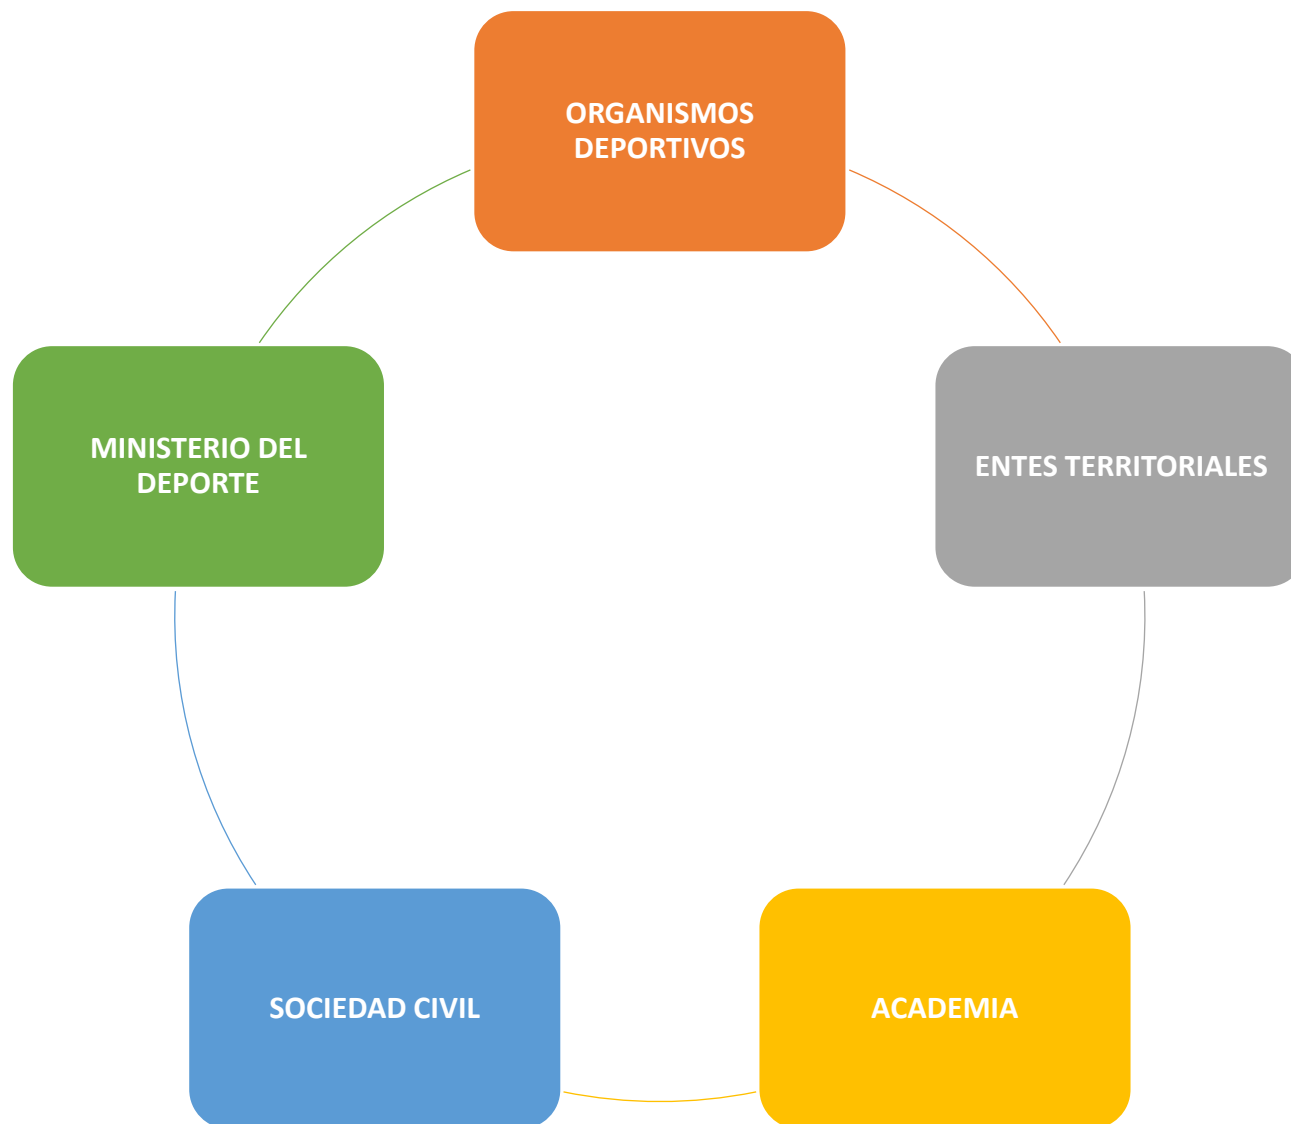 ORGANISMOS
DEPORTIVOS
MINISTERIO DEL
DEPORTE
ENTES TERRITORIALES
SOCIEDAD CIVIL
ACADEMIA